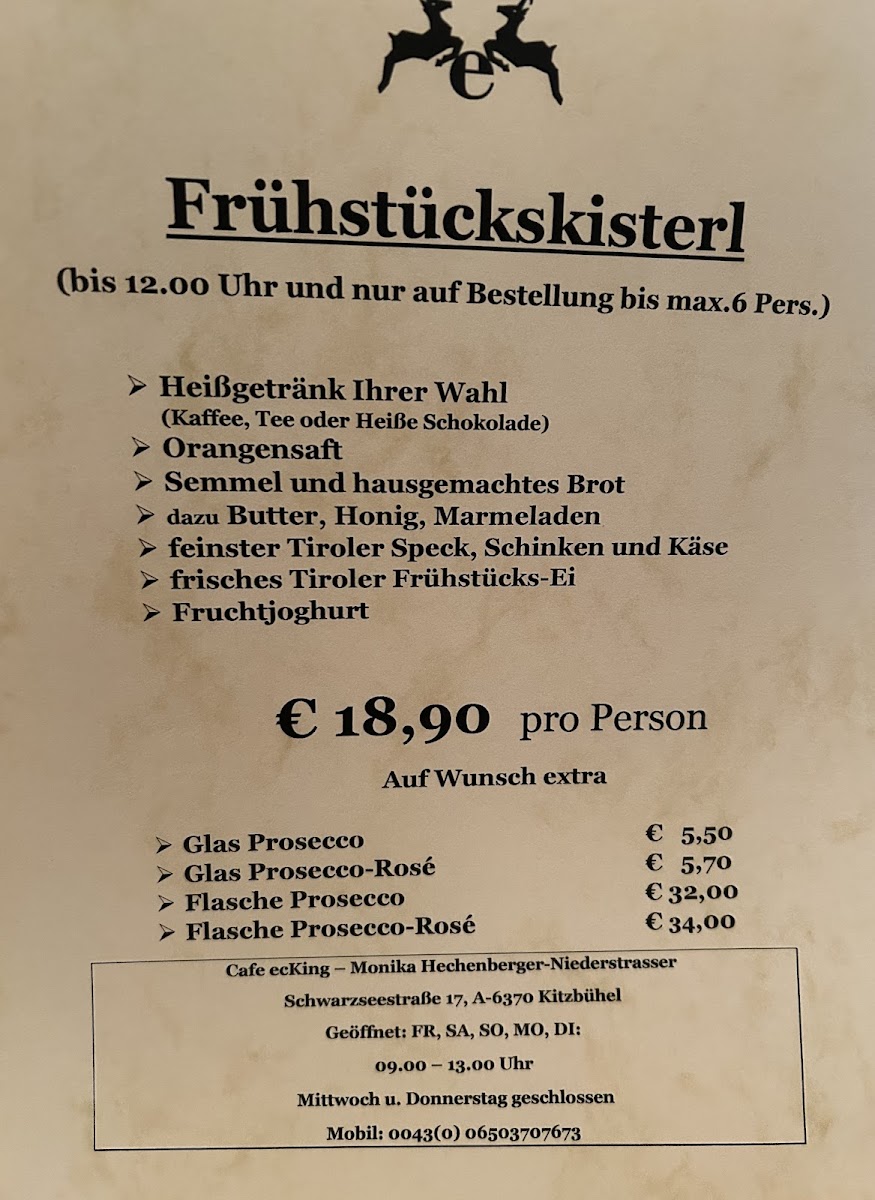 e
Frühstückskisterl
(bis 12.00 Uhr und nur auf Bestellung bis max.6 Pers.)
➢ Heißgetränk Ihrer Wahl
(Kaffee, Tee oder Heiße Schokolade)
➢ Orangensaft
➢ Semmel und hausgemachtes Brot
➢ dazu Butter, Honig, Marmeladen
➢ feinster Tiroler Speck, Schinken und Käse
➢ frisches Tiroler Frühstücks-Ei
➢ Fruchtjoghurt
€ 18,90 pro Person
Auf Wunsch extra
➢ Glas Prosecco € 5,50
➢ Glas Prosecco-Rosé € 5,70
➢ Flasche Prosecco € 32,00
➢ Flasche Prosecco-Rosé € 34,00
Cafe ecKing – Monika Hechenberger-Niederstrasser
Schwarzseestraße 17, A-6370 Kitzbühel
Geöffnet: FR, SA, SO, MO, DI:
09.00 – 13.00 Uhr
Mittwoch u. Donnerstag geschlossen
Mobil: 0043(0) 06503707673